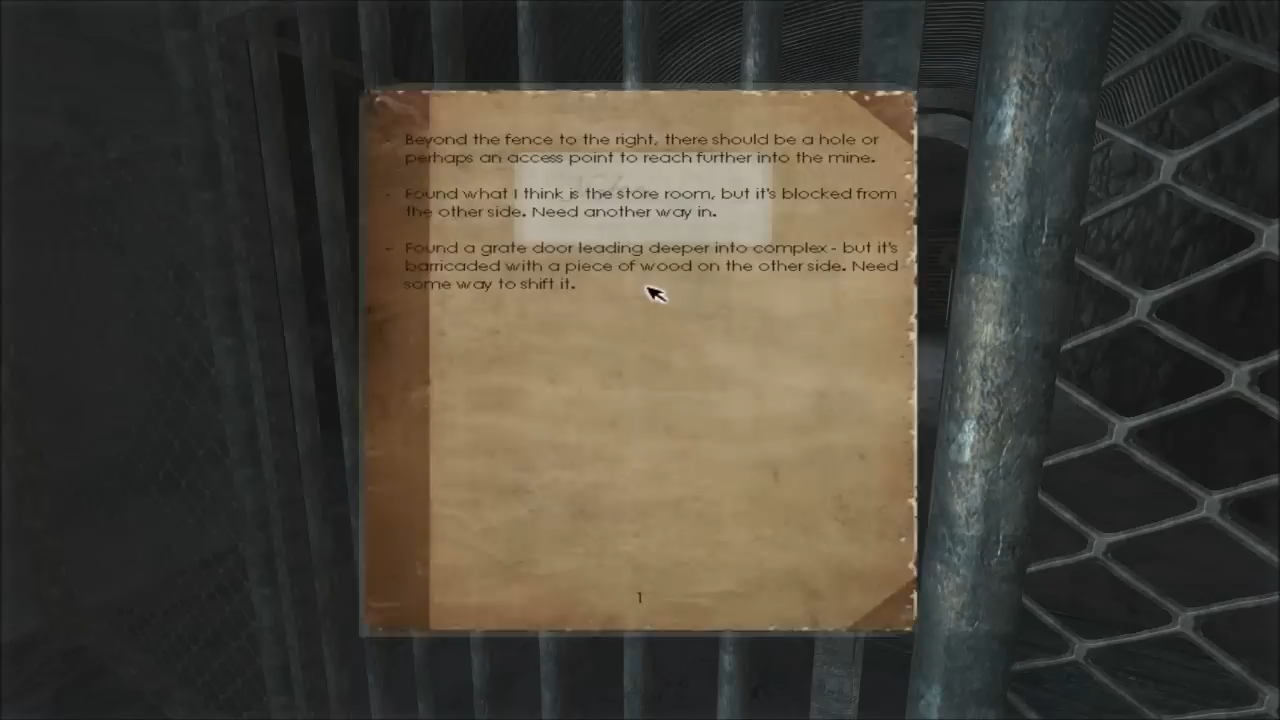 - Beyond the fence to the right, there should be a hole or
perhaps an access point to reach further into the mine.
- Found what I think is the store room, but it's blocked from
the other side. Need another way in.
- Found a grate door leading deeper into complex - but it's
barricaded with a piece of wood on the other side. Need
some way to shift it.
1